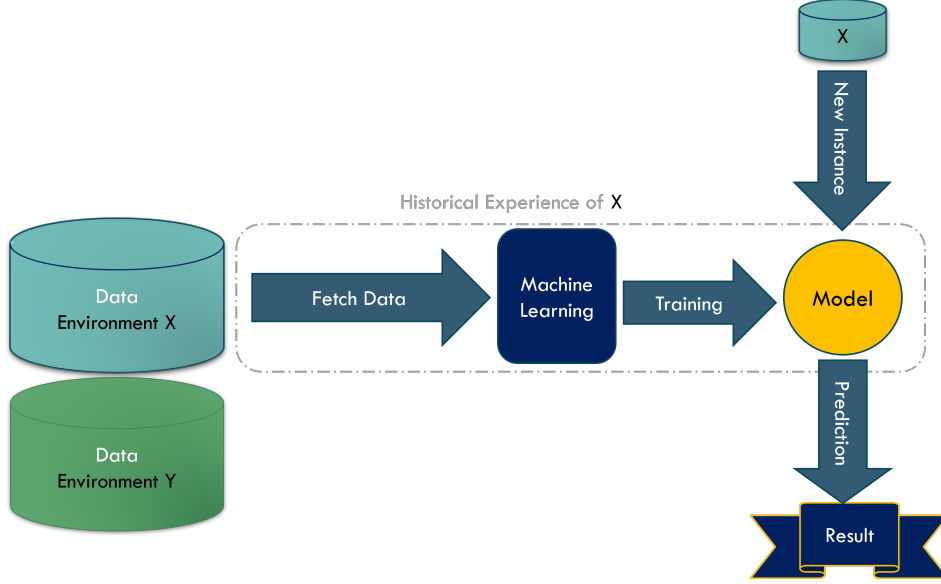 X
New Instance
Historical Experience of X
Data
Environment X
Fetch Data
Machine
Learning
Training
Model
Data
Environment Y
Prediction
Result